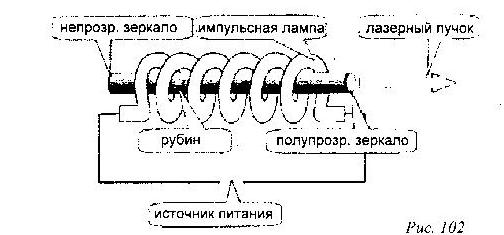 непрозр. зеркало
импульсная лампа
лазерный пучок
рубин
полупрозр. зеркало
источник питания
Рис. 102